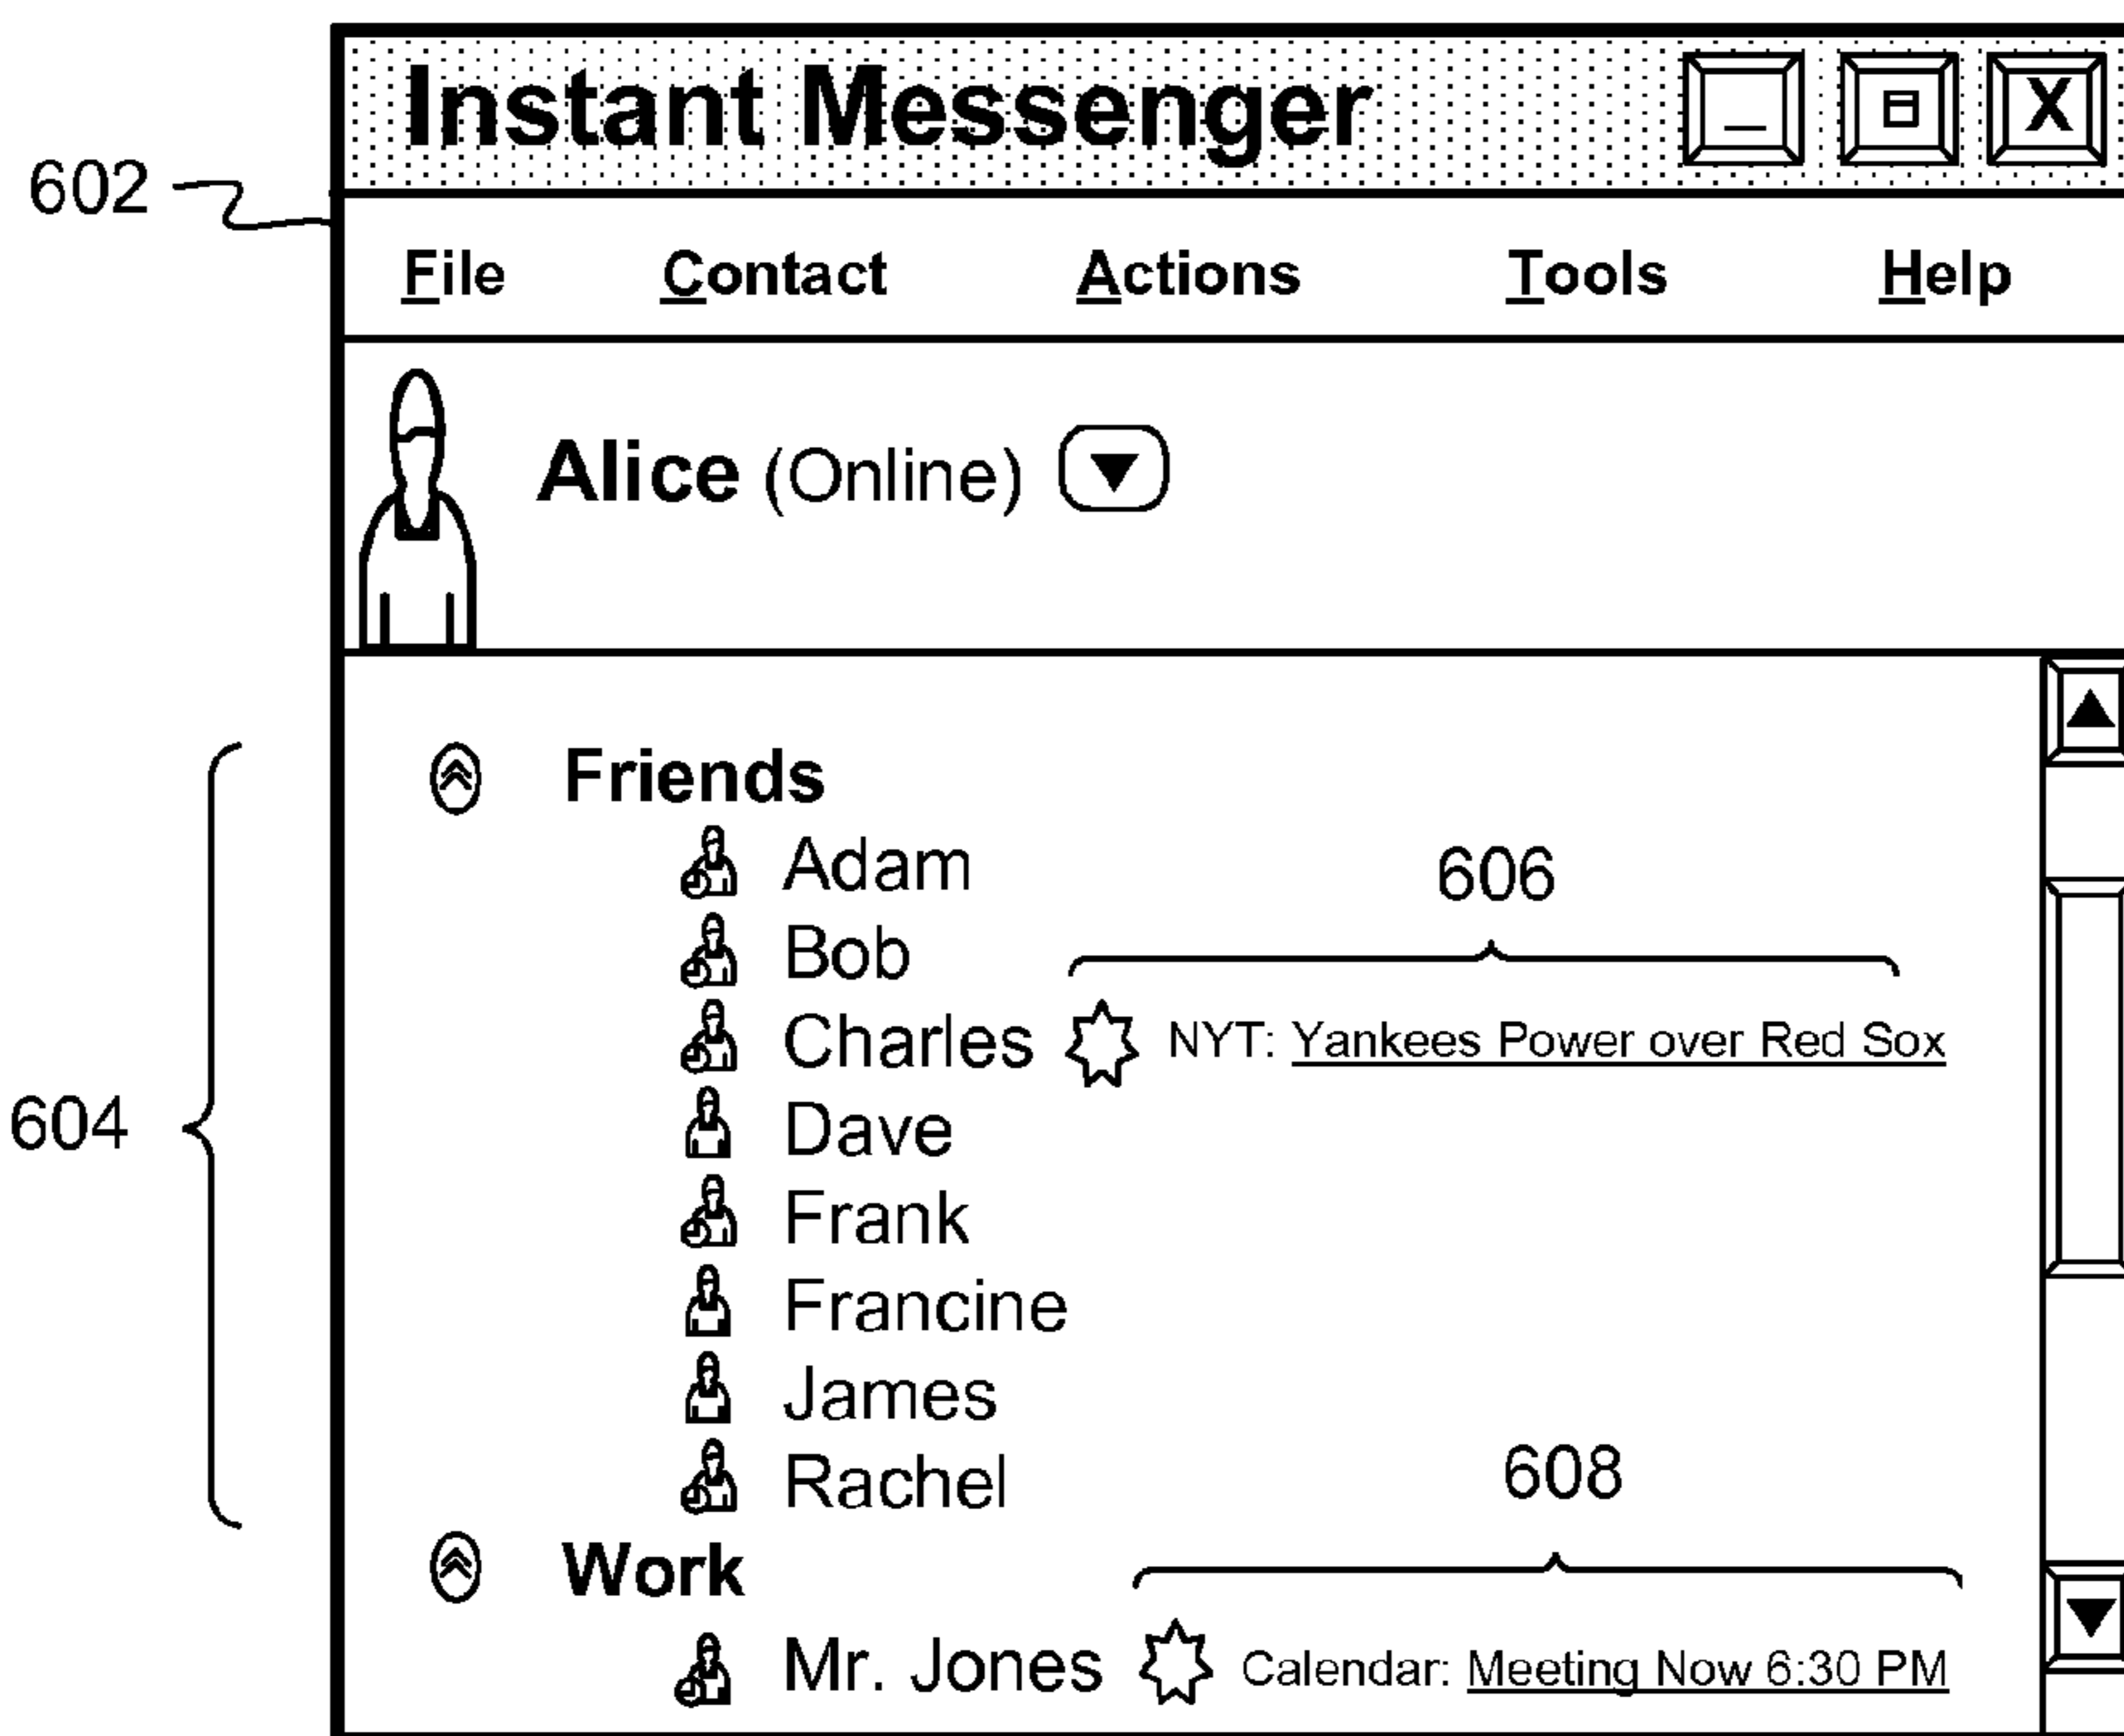 Instant Messenger X
602
File Contact Actions Tools Help
Alice (Online)
Friends
Adam
606
Bob
Charles NYT: Yankees Power over Red Sox
604
Dave
Frank
Francine
James
Rachel
608
Work
Mr. Jones Calendar: Meeting Now 6:30 PM